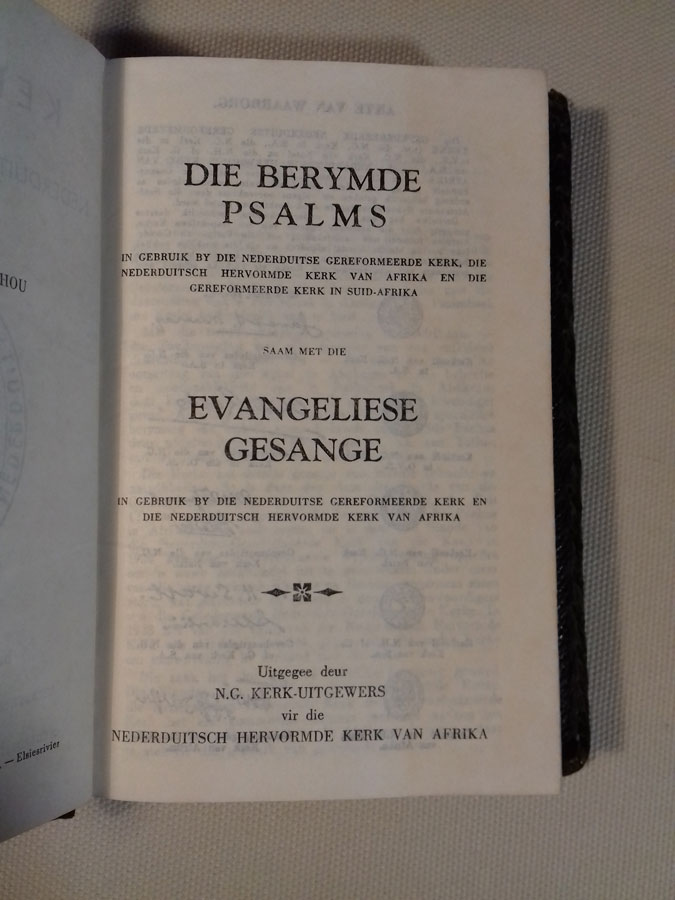 HOU
— Elsiesrivier
DIE BERYMDE
PSALMS
IN GEBRUIK BY DIE NEDERDUITSE GEREFORMEERDE KERK, DIE
NEDERDUITSCH HERVORMDE KERK VAN AFRIKA EN DIE
GEREFORMEERDE KERK IN SUID-AFRIKA
SAAM MET DIE
EVANGELIESE
GESANGE
IN GEBRUIK BY DIE NEDERDUITSE GEREFORMEERDE KERK EN
DIE NEDERDUITSCH HERVORMDE KERK VAN AFRIKA
Uitgegee deur
N.G. KERK-UITGEWERS
vir die
NEDERDUITSCH HERVORMDE KERK VAN AFRIKA